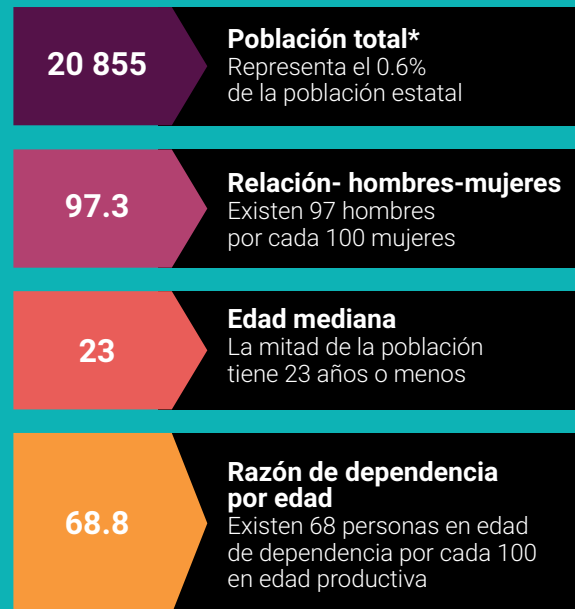 20 855
Población total*
Representa el 0.6%
de la población estatal
97.3
Relación- hombres-mujeres
Existen 97 hombres
por cada 100 mujeres
23
Edad mediana
La mitad de la población
tiene 23 años o menos
68.8
Razón de dependencia
por edad
Existen 68 personas en edad
de dependencia por cada 100
en edad productiva